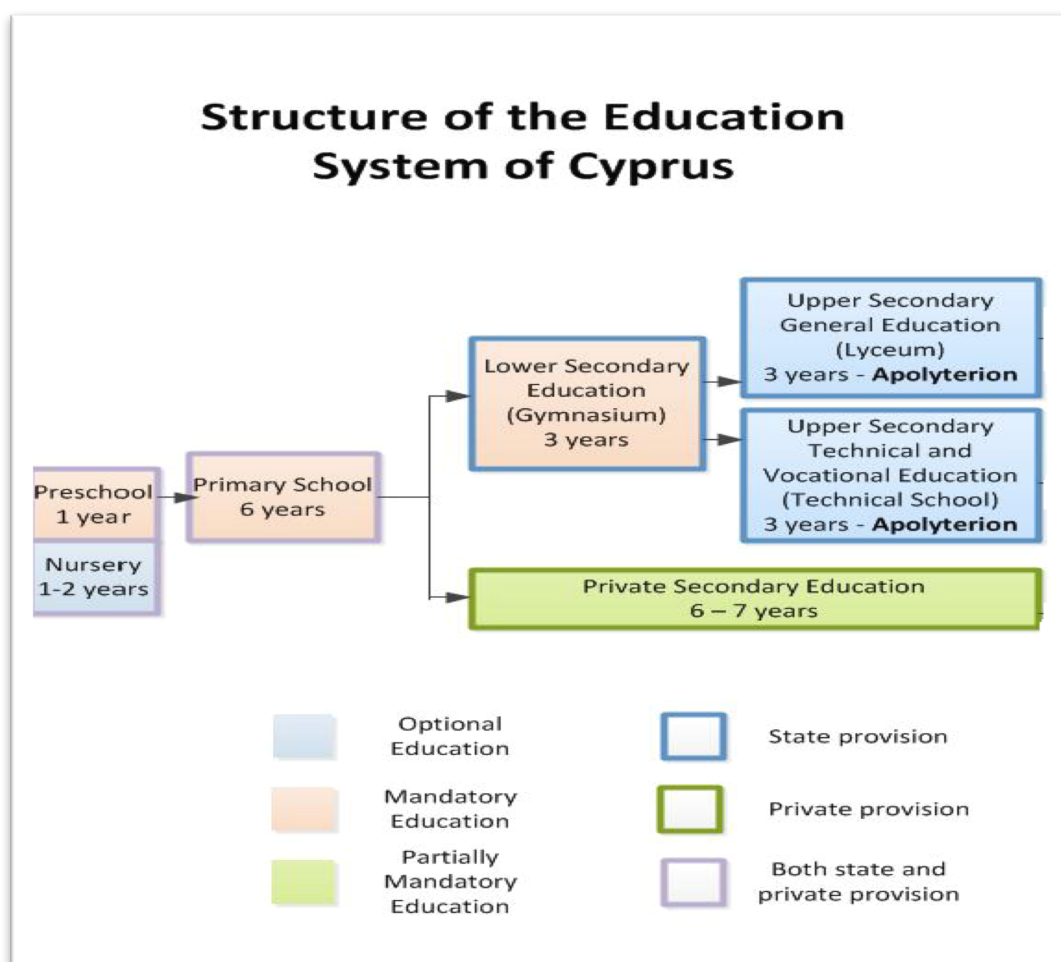 Structure of the Education
System of Cyprus
Preschool
1 year
Nursery
1-2 years
Primary School
6 years
Lower Secondary
Education
(Gymnasium)
3 years
Upper Secondary
General Education
(Lyceum)
3 years - Apolyterion
Upper Secondary
Technical and
Vocational Education
(Technical School)
3 years - Apolyterion
Private Secondary Education
6 – 7 years
Optional
Education
Mandatory
Education
Partially
Mandatory
Education
State provision
Private provision
Both state and
private provision